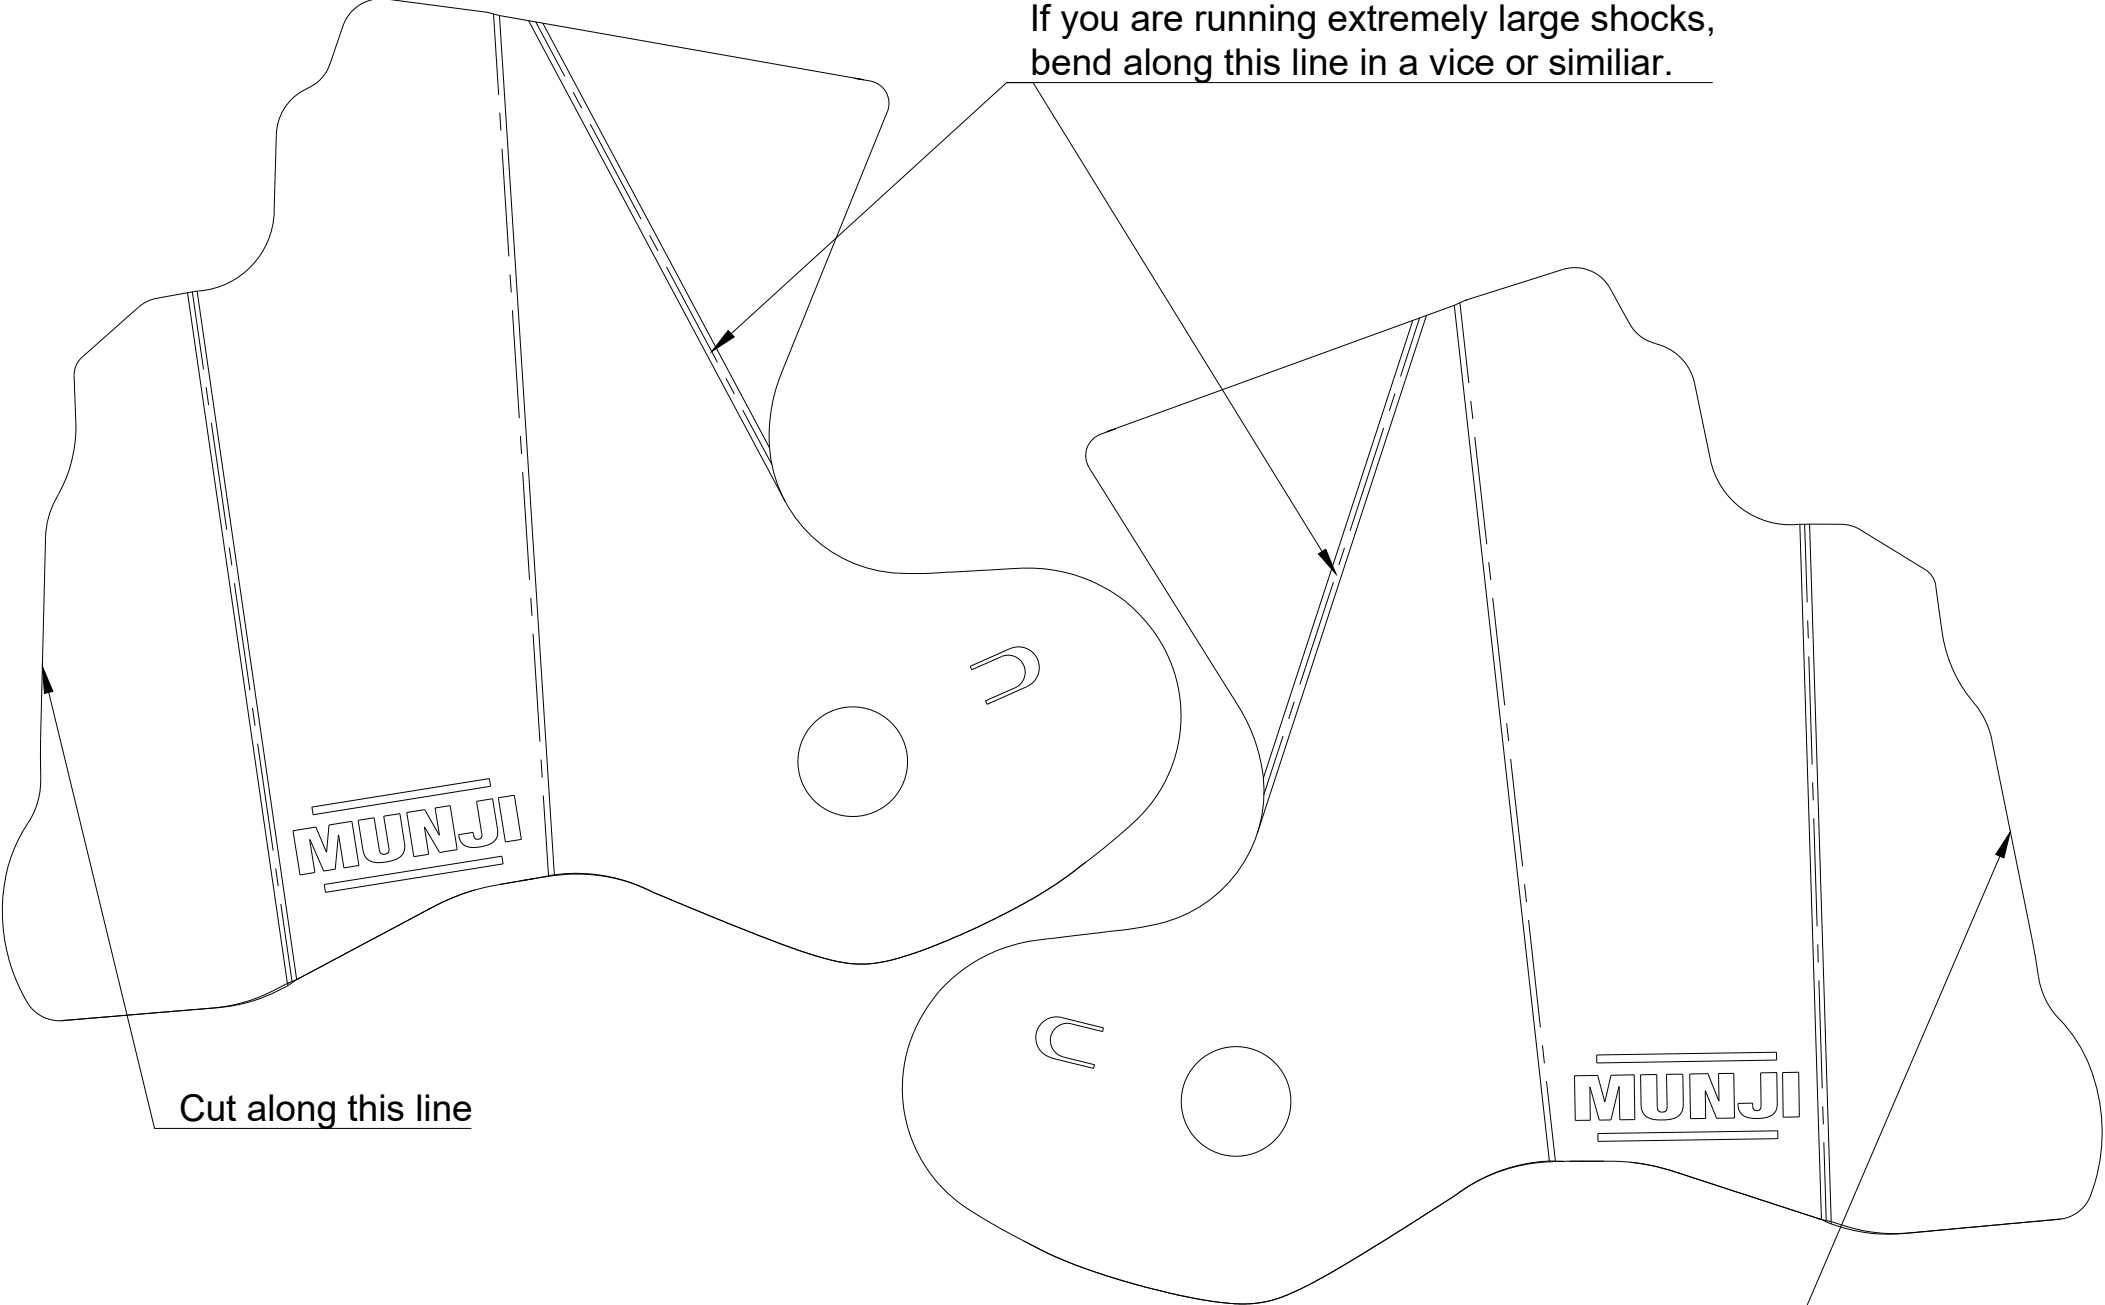 If you are running extremely large shocks,
bend along this line in a vice or similiar.
MUNJI
Cut along this line
MUNJI